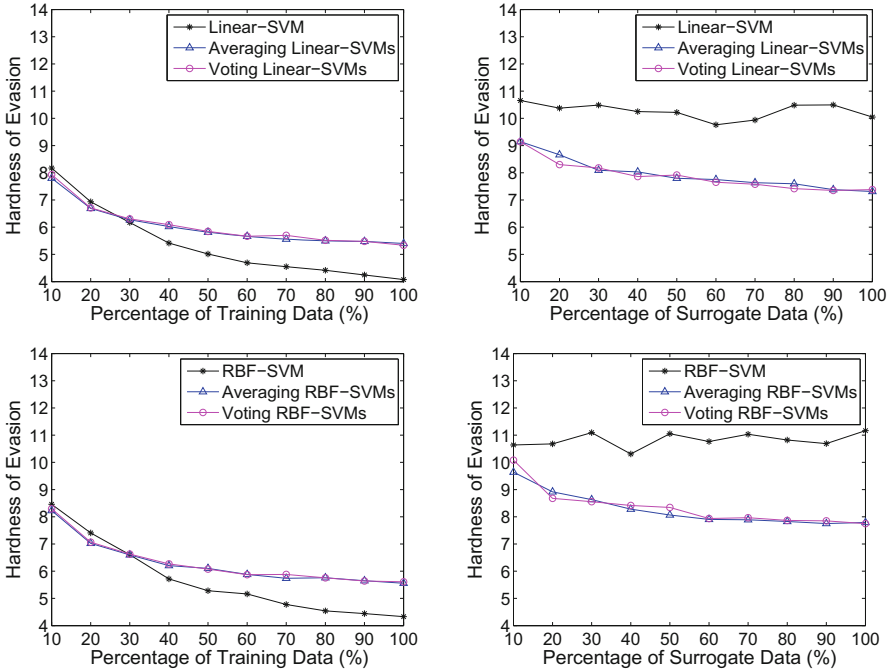 Hardness of Evasion
14
13
12
11
10
9
8
7
6
5
4
Linear−SVM
Averaging Linear−SVMs
Voting Linear−SVMs
10 20 30 40 50 60 70 80 90 100
Percentage of Training Data (%)
Hardness of Evasion
14
13
12
11
10
9
8
7
6
5
4
Linear−SVM
Averaging Linear−SVMs
Voting Linear−SVMs
10 20 30 40 50 60 70 80 90 100
Percentage of Surrogate Data (%)
Hardness of Evasion
14
13
12
11
10
9
8
7
6
5
4
RBF−SVM
Averaging RBF−SVMs
Voting RBF−SVMs
10 20 30 40 50 60 70 80 90 100
Percentage of Training Data (%)
Hardness of Evasion
14
13
12
11
10
9
8
7
6
5
4
RBF−SVM
Averaging RBF−SVMs
Voting RBF−SVMs
10 20 30 40 50 60 70 80 90 100
Percentage of Surrogate Data (%)